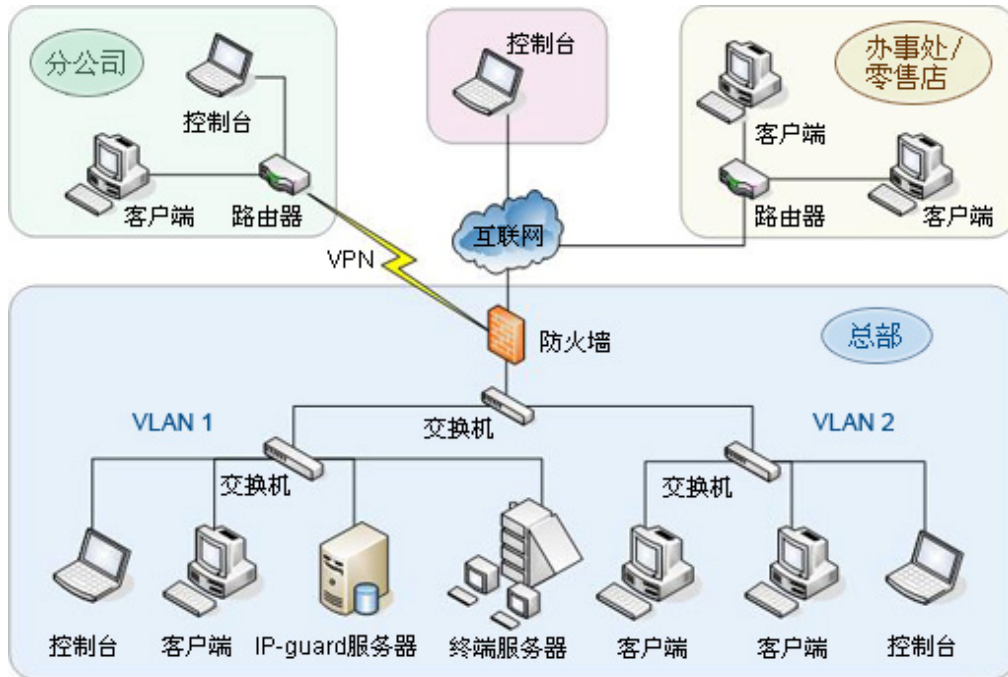 分公司
控制台
客户端
路由器
控制台
办事处/
零售店
客户端
路由器
客户端
互联网
VPN
防火墙
总部
VLAN 1
交换机
VLAN 2
交换机
交换机
控制台
客户端
IP-guard服务器
终端服务器
客户端
客户端
控制台